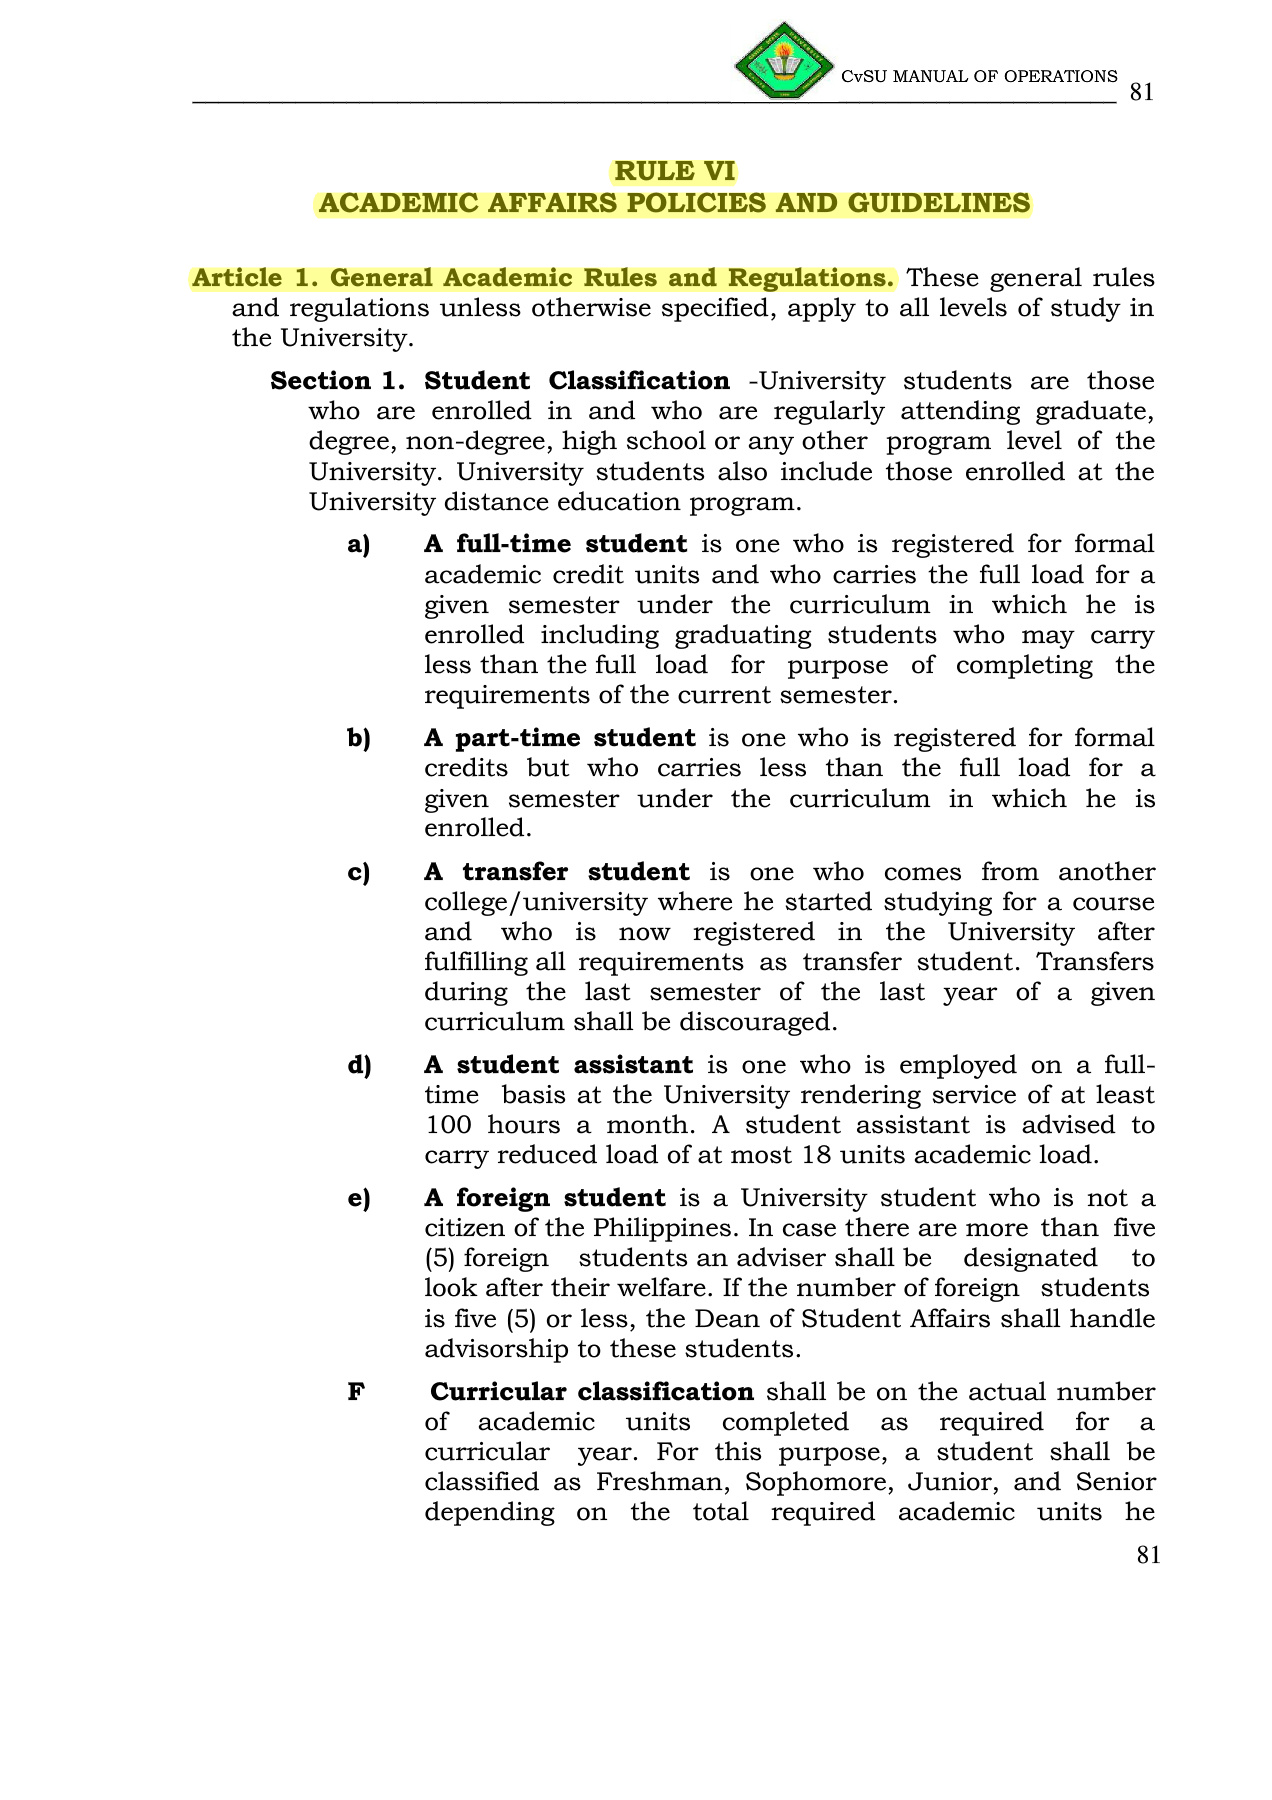 CvSU MANUAL OF OPERATIONS 81
RULE VI
ACADEMIC AFFAIRS POLICIES AND GUIDELINES
Article 1. General Academic Rules and Regulations. These general rules
and regulations unless otherwise specified, apply to all levels of study in
the University.
Section 1. Student Classification -University students are those
who are enrolled in and who are regularly attending graduate,
degree, non-degree, high school or any other program level of the
University. University students also include those enrolled at the
University distance education program.
a) A full-time student is one who is registered for formal
academic credit units and who carries the full load for a
given semester under the curriculum in which he is
enrolled including graduating students who may carry
less than the full load for purpose of completing the
requirements of the current semester.
b) A part-time student is one who is registered for formal
credits but who carries less than the full load for a
given semester under the curriculum in which he is
enrolled.
c) A transfer student is one who comes from another
college/university where he started studying for a course
and who is now registered in the University after
fulfilling all requirements as transfer student. Transfers
during the last semester of the last year of a given
curriculum shall be discouraged.
d) A student assistant is one who is employed on a full-
time basis at the University rendering service of at least
100 hours a month. A student assistant is advised to
carry reduced load of at most 18 units academic load.
e) A foreign student is a University student who is not a
citizen of the Philippines. In case there are more than five
(5) foreign students an adviser shall be designated to
look after their welfare. If the number of foreign students
is five (5) or less, the Dean of Student Affairs shall handle
advisorship to these students.
F Curricular classification shall be on the actual number
of academic units completed as required for a
curricular year. For this purpose, a student shall be
classified as Freshman, Sophomore, Junior, and Senior
depending on the total required academic units he
81